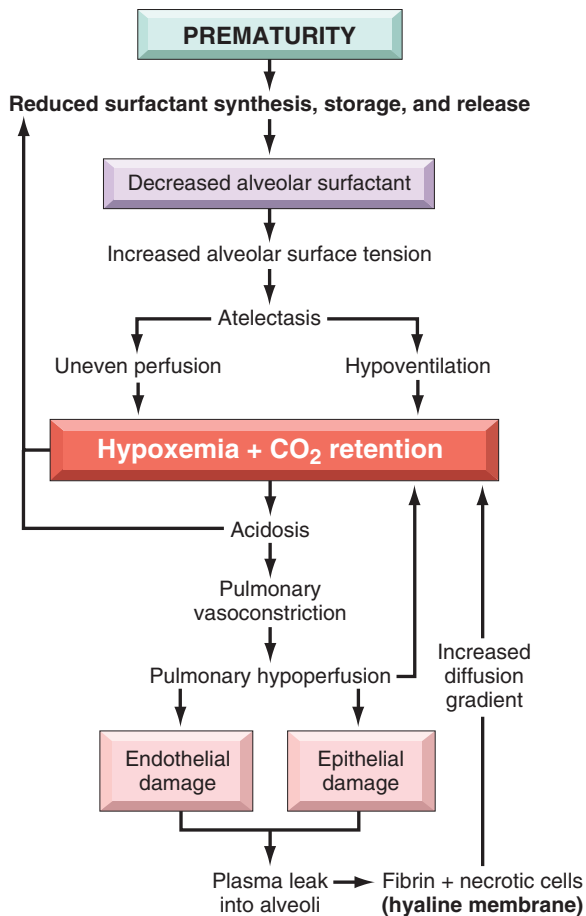 PREMATURITY
Reduced surfactant synthesis, storage, and release
Decreased alveolar surfactant
Increased alveolar surface tension
Atelectasis
Uneven perfusion
Hypoventilation
Hypoxemia + CO₂ retention
Acidosis
Pulmonary
vasoconstriction
Pulmonary hypoperfusion
Increased
diffusion
gradient
Endothelial
damage
Epithelial
damage
Plasma leak
into alveoli
Fibrin + necrotic cells
(hyaline membrane)